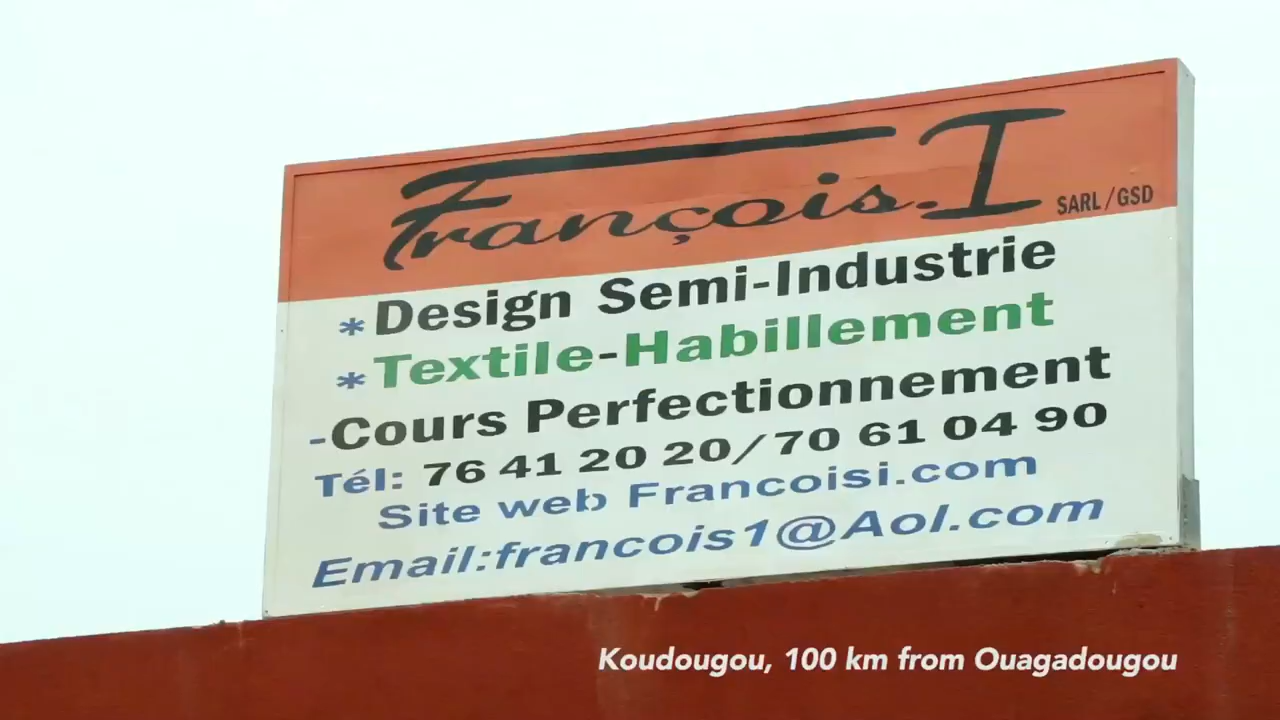 François.I SARL/GSD
* Design Semi-Industrie
* Textile-Habillement
-Cours Perfectionnement
Tél: 76 41 20 20/70 61 04 90
Site web Francoisi.com
Email:francois1@Aol.com
Koudougou, 100 km from Ouagadougou